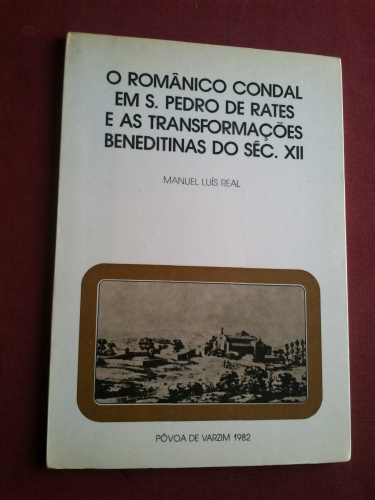 O ROMÂNICO CONDAL
EM S. PEDRO DE RATES
E AS TRANSFORMAÇÕES
BENEDITINAS DO SÉC. XII
MANUEL LUÍS REAL
PÓVOA DE VARZIM 1982